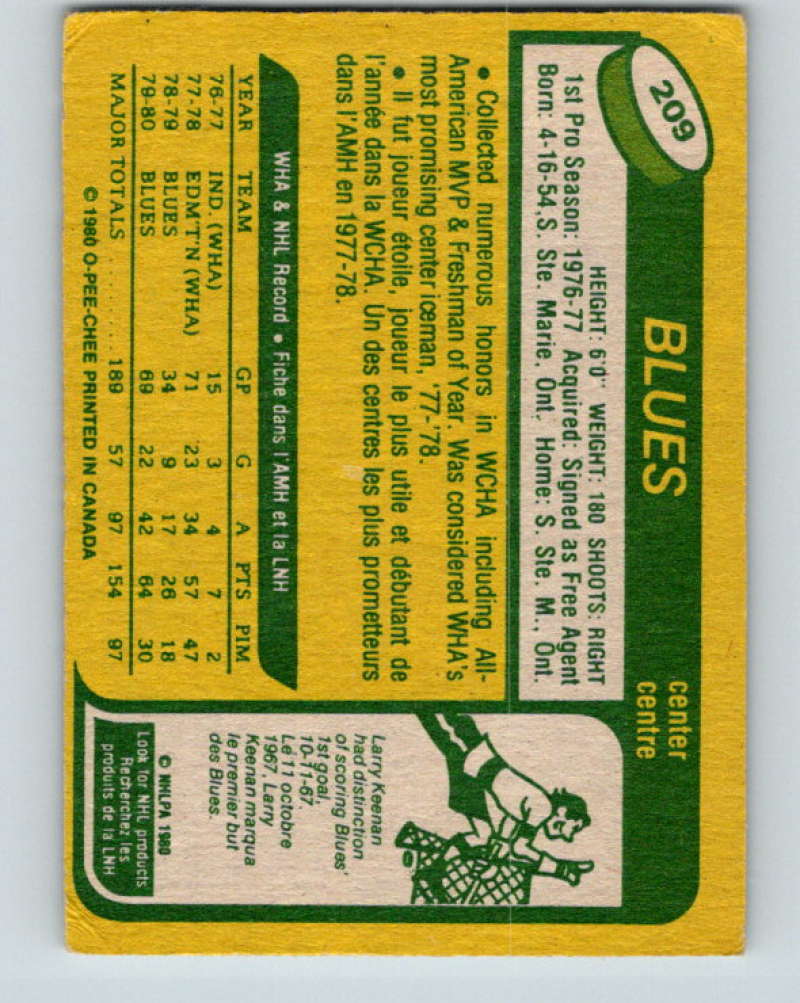 209
BLUES
center
centre
HEIGHT: 6'0" WEIGHT: 180 SHOOTS: RIGHT
1st Pro Season: 1976-77 Acquired: Signed as Free Agent
Born: 4-16-54, S. Ste. Marie, Ont. Home: S. Ste. M., Ont.
• Collected numerous honors in WCHA including All-
American MVP & Freshman of Year. Was considered WHA's
most promising center iceman, '77-'78.
• Il fut joueur étoile, joueur le plus utile et débutant de
l'année dans la WCHA. Un des centres les plus prometteurs
dans l'AMH en 1977-78.
WHA & NHL Record • Fiche dans l'AMH et la LNH
YEAR TEAM GP G A PTS PIM
76-77 IND. (WHA) 15 3 4 7 2
77-78 EDM'T'N (WHA) 71 23 34 57 47
78-79 BLUES 34 9 17 26 18
79-80 BLUES 69 22 42 64 30
MAJOR TOTALS ......... 189 57 97 154 97
© 1980 O-PEE-CHEE PRINTED IN CANADA
Larry Keenan
had distinction
of scoring Blues'
1st goal,
10-11-67.
Le 11 octobre
1967, Larry
Keenan marqua
le premier but
des Blues.
© NHLPA 1980
Look for NHL products
Recherchez les
produits de la LNH